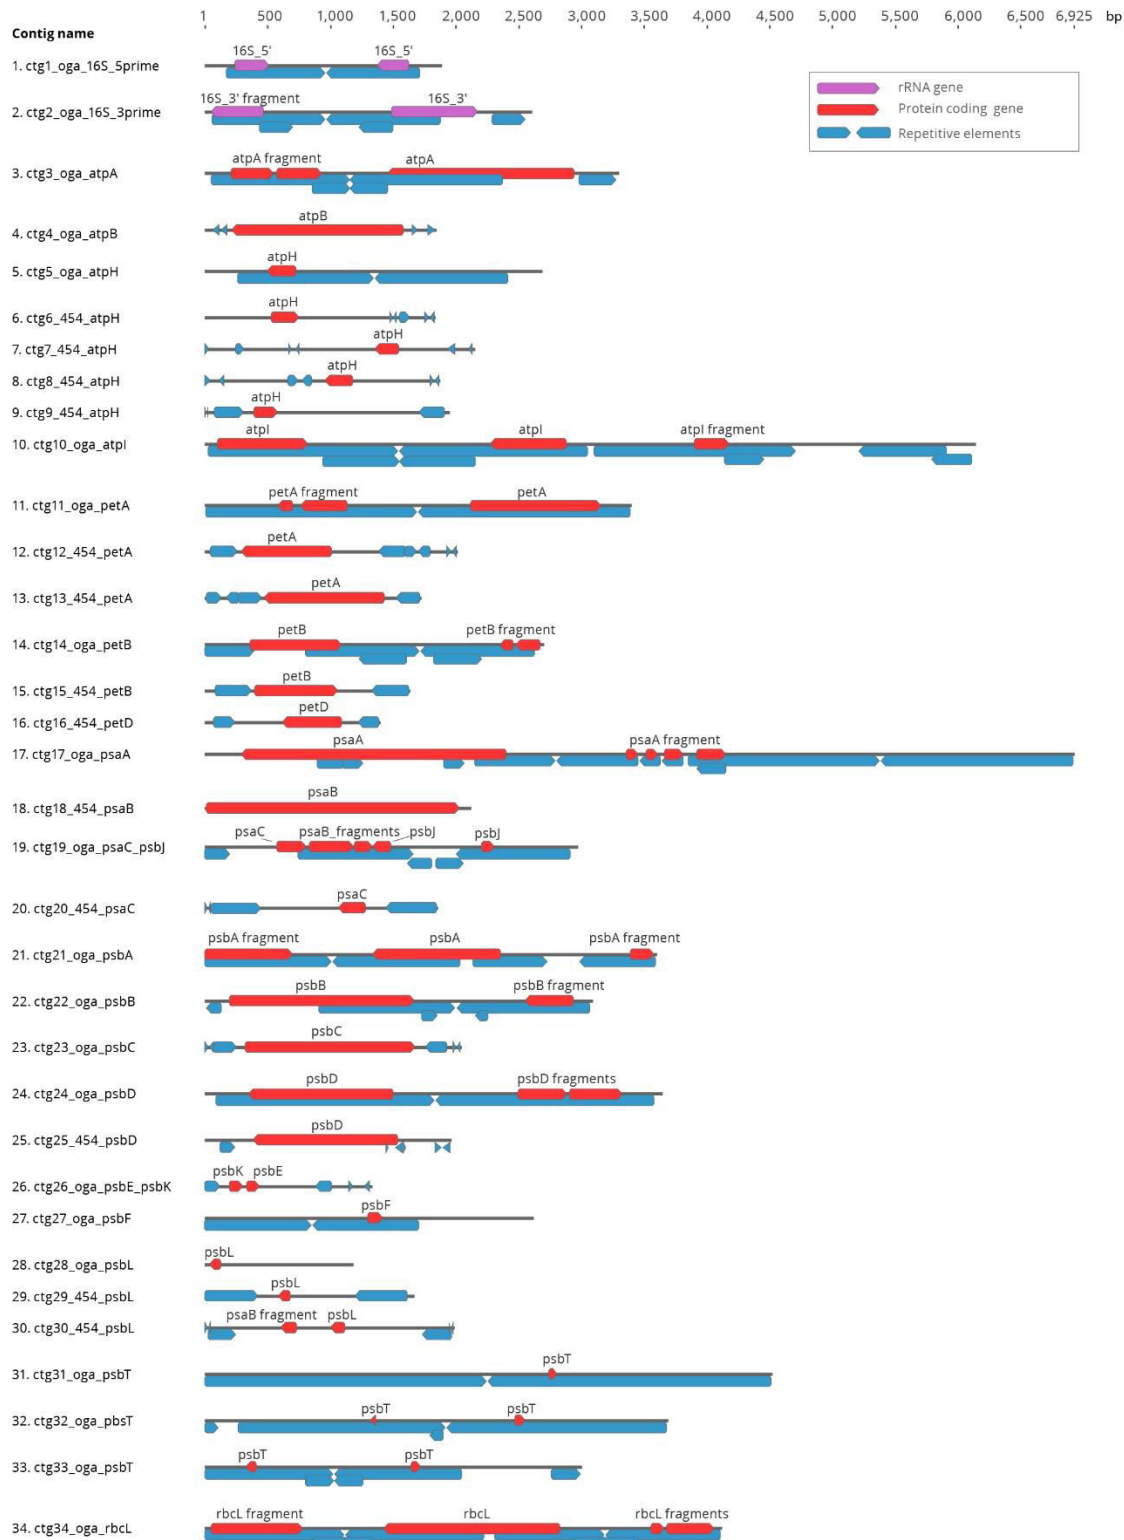 1 500 1,000 1,500 2,000 2,500 3,000 3,500 4,000 4,500 5,000 5,500 6,000 6,500 6,925 bp
Contig name
16S_5' 16S_5'
1. ctg1_oga_16S_5prime
rRNA gene
Protein coding gene
Repetitive elements
16S_3' fragment 16S_3'
2. ctg2_oga_16S_3prime
atpA fragment atpA
3. ctg3_oga_atpA
atpB
4. ctg4_oga_atpB
atpH
5. ctg5_oga_atpH
atpH
6. ctg6_454_atpH
atpH
7. ctg7_454_atpH
atpH
8. ctg8_454_atpH
atpH
9. ctg9_454_atpH
atpI atpI atpI fragment
10. ctg10_oga_atpI
petA fragment petA
11. ctg11_oga_petA
petA
12. ctg12_454_petA
petA
13. ctg13_454_petA
petB petB fragment
14. ctg14_oga_petB
petB
15. ctg15_454_petB
petD
16. ctg16_454_petD
psaA psaA fragment
17. ctg17_oga_psaA
psaB
18. ctg18_454_psaB
psaC psaB_fragments psbJ psbJ
19. ctg19_oga_psaC_psbJ
psaC
20. ctg20_454_psaC
psbA fragment psbA psbA fragment
21. ctg21_oga_psbA
psbB psbB fragment
22. ctg22_oga_psbB
psbC
23. ctg23_oga_psbC
psbD psbD fragments
24. ctg24_oga_psbD
psbD
25. ctg25_454_psbD
psbK psbE
26. ctg26_oga_psbE_psbK
psbF
27. ctg27_oga_psbF
psbL
28. ctg28_oga_psbL
psbL
29. ctg29_454_psbL
psaB fragment psbL
30. ctg30_454_psbL
psbT
31. ctg31_oga_psbT
psbT psbT
32. ctg32_oga_pbsT
psbT psbT
33. ctg33_oga_psbT
rbcL fragment rbcL rbcL fragments
34. ctg34_oga_rbcL